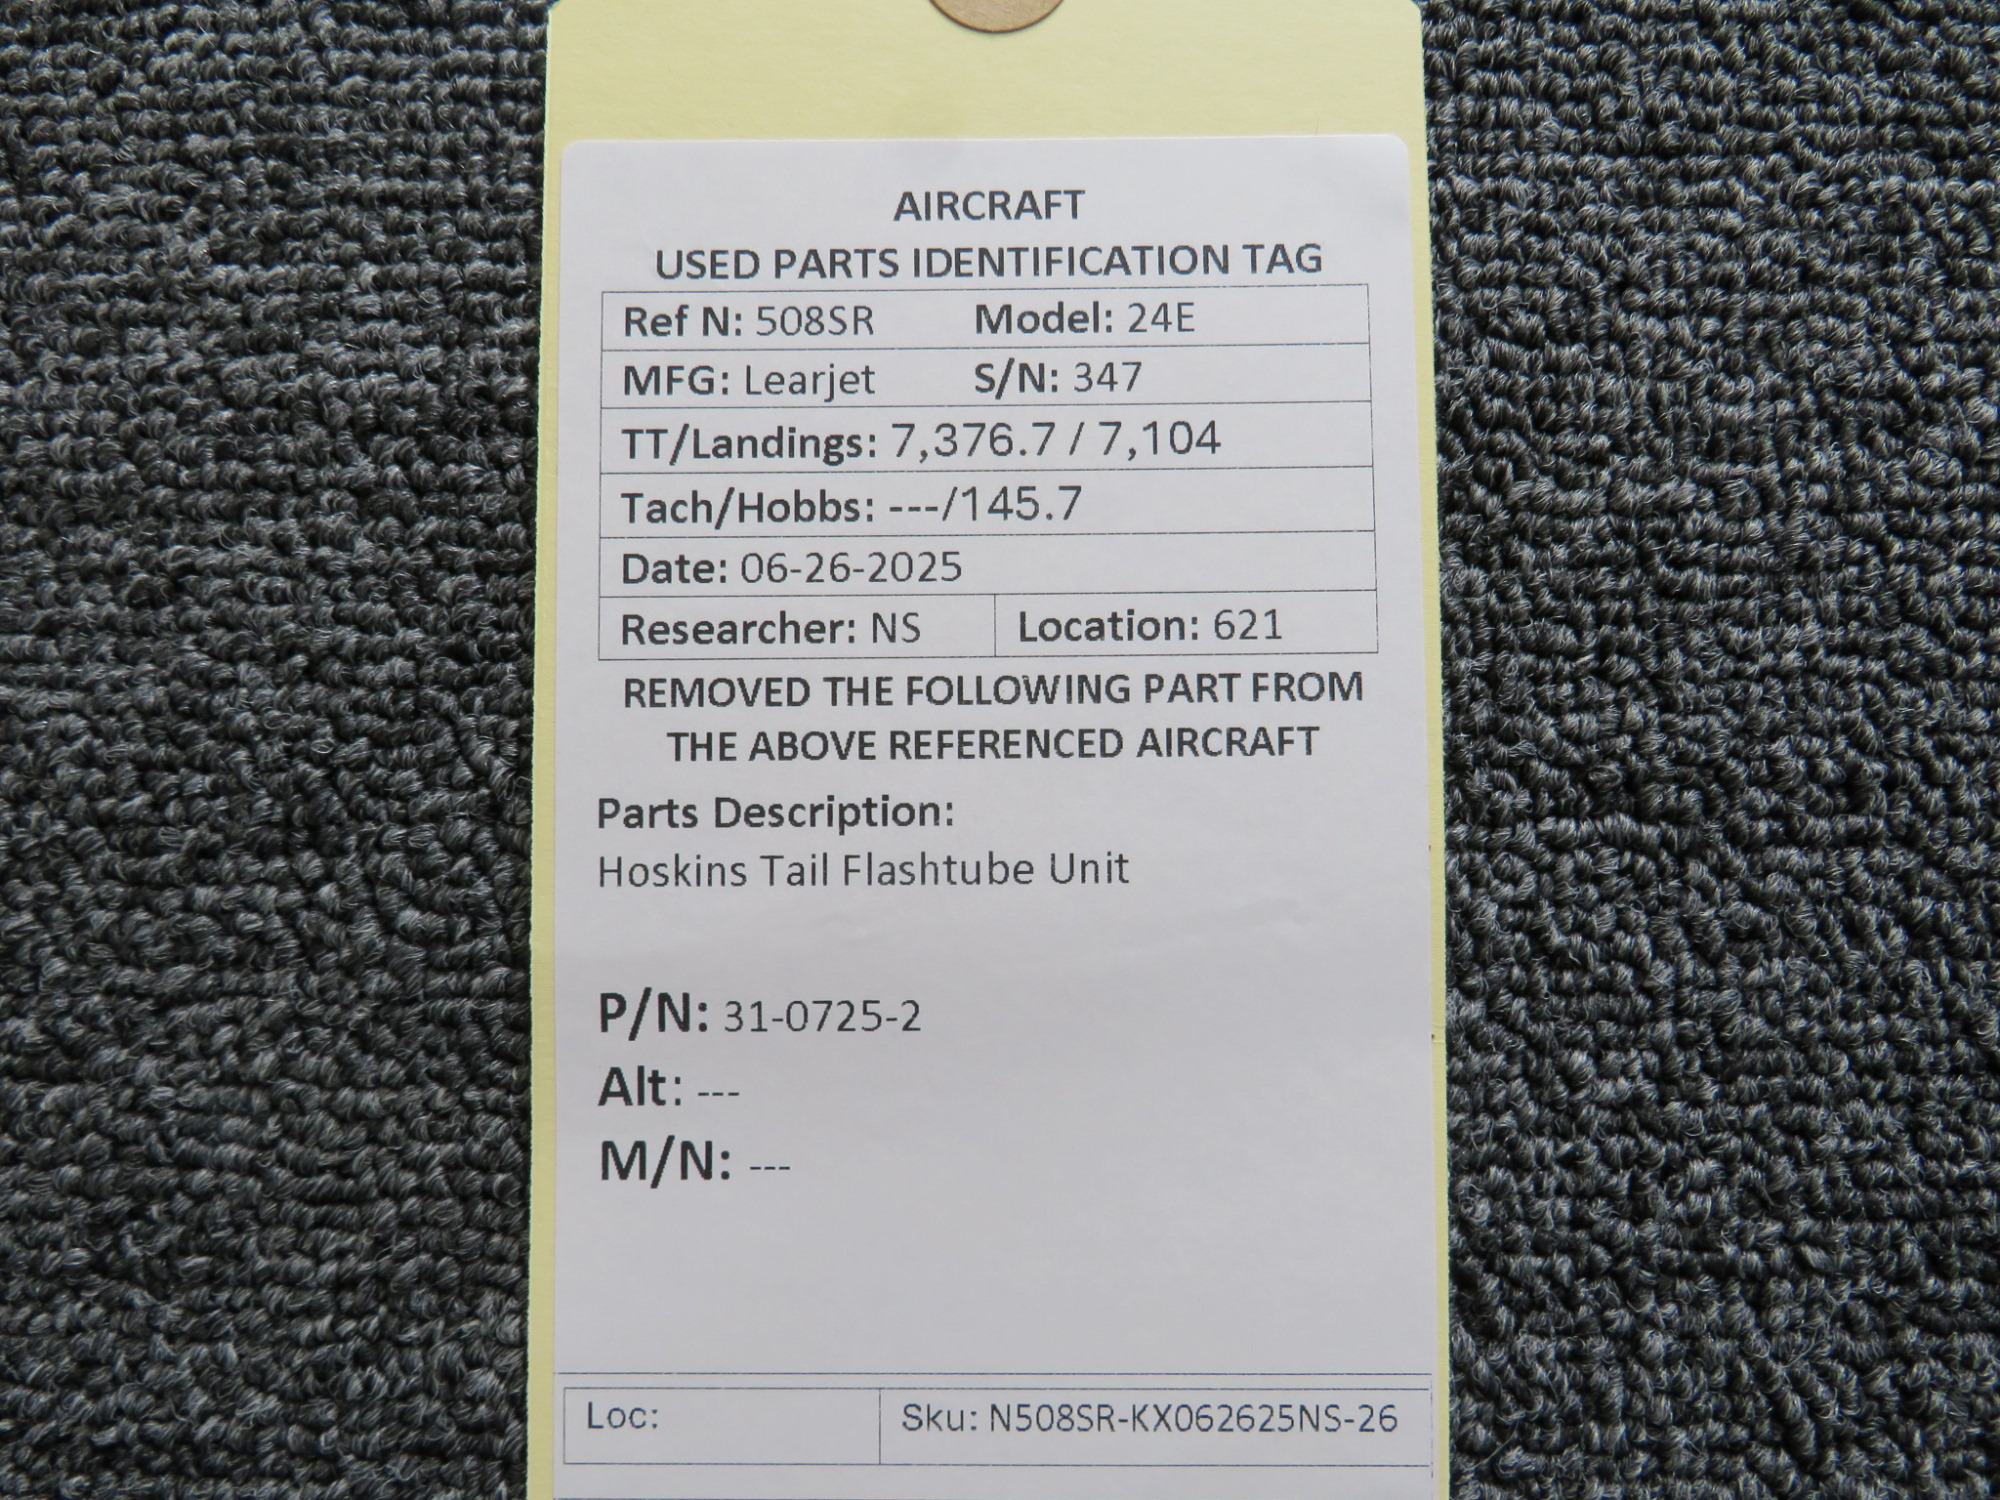 AIRCRAFT
USED PARTS IDENTIFICATION TAG
Ref N: 508SR Model: 24E
MFG: Learjet S/N: 347
TT/Landings: 7,376.7 / 7,104
Tach/Hobbs: ---/145.7
Date: 06-26-2025
Researcher: NS Location: 621
REMOVED THE FOLLOWING PART FROM
THE ABOVE REFERENCED AIRCRAFT
Parts Description:
Hoskins Tail Flashtube Unit
P/N: 31-0725-2
Alt: ---
M/N: ---
Loc: Sku: N508SR-KX062625NS-26